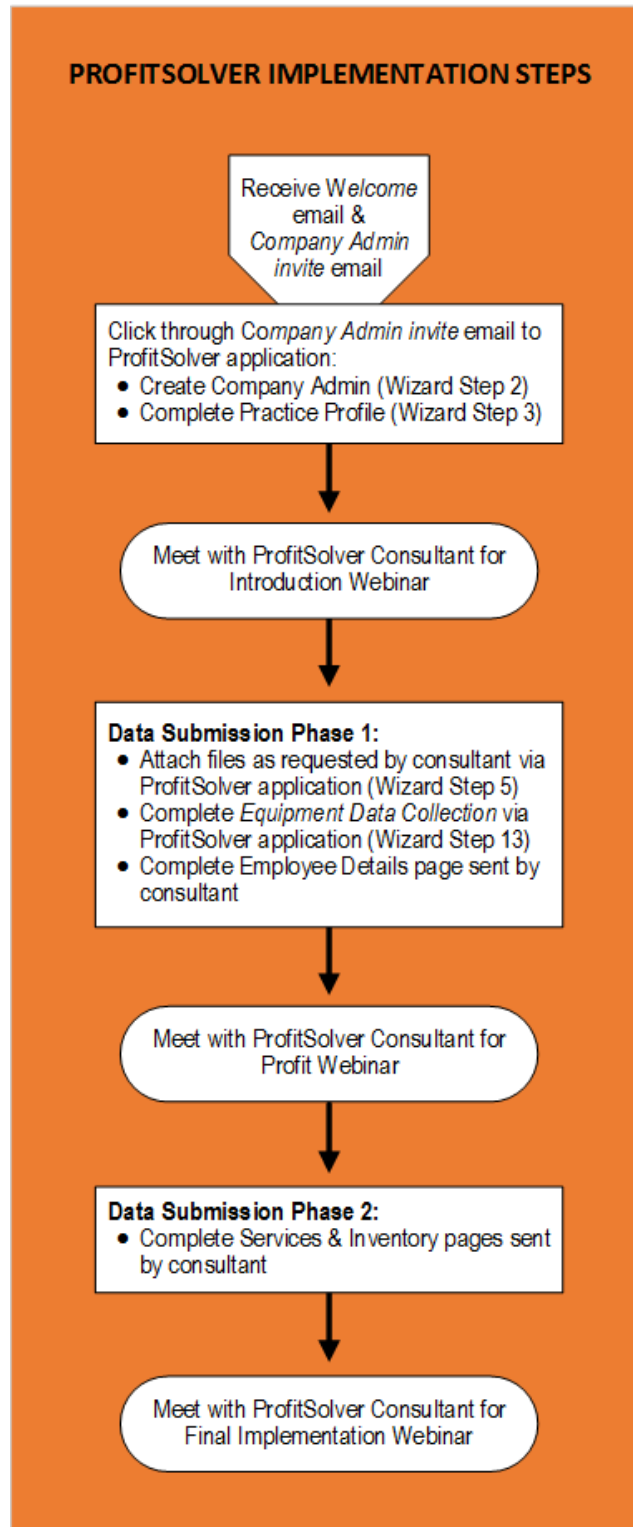 PROFITSOLVER IMPLEMENTATION STEPS
Receive Welcome
email &
Company Admin
invite email
Click through Company Admin invite email to
ProfitSolver application:
● Create Company Admin (Wizard Step 2)
● Complete Practice Profile (Wizard Step 3)
Meet with ProfitSolver Consultant for
Introduction Webinar
Data Submission Phase 1:
● Attach files as requested by consultant via
ProfitSolver application (Wizard Step 5)
● Complete Equipment Data Collection via
ProfitSolver application (Wizard Step 13)
● Complete Employee Details page sent by
consultant
Meet with ProfitSolver Consultant for
Profit Webinar
Data Submission Phase 2:
● Complete Services & Inventory pages sent
by consultant
Meet with ProfitSolver Consultant for
Final Implementation Webinar